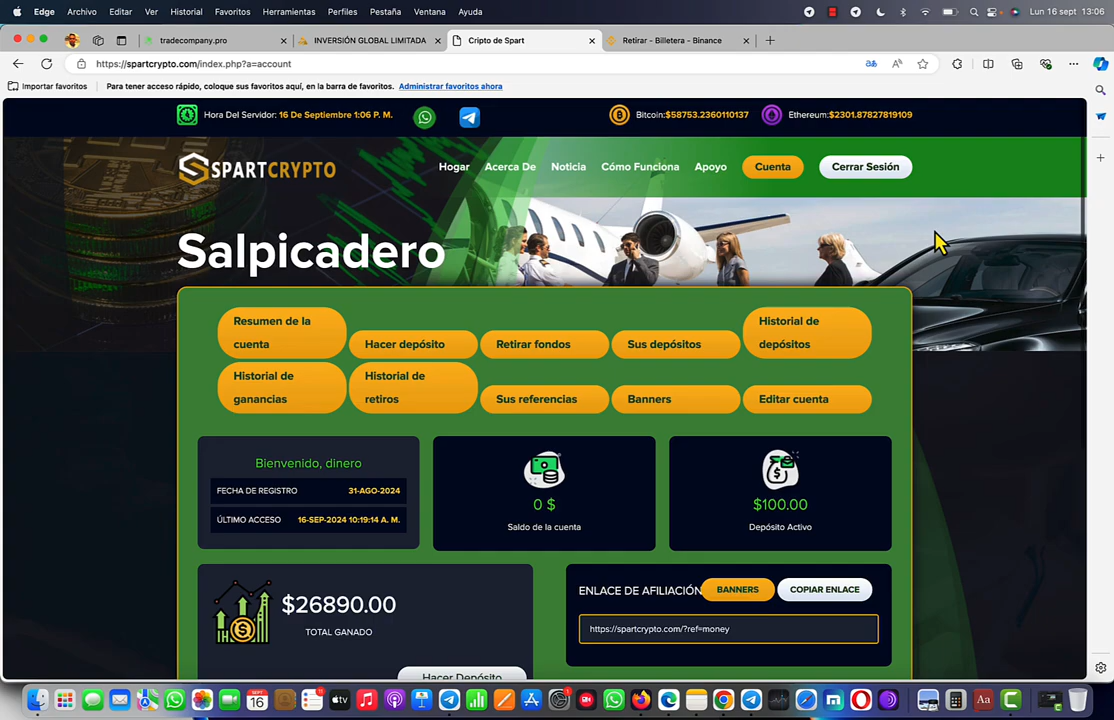 Edge Archivo Editar Ver Historial Favoritos Herramientas Perfiles Pestaña Ventana Ayuda Lun 16 sept 13:06
tradecompany.pro INVERSIÓN GLOBAL LIMITADA Cripto de Spart Retirar - Billetera - Binance
https://spartcrypto.com/index.php?a=account
Importar favoritos Para tener acceso rápido, coloque sus favoritos aquí, en la barra de favoritos. Administrar favoritos ahora
Hora Del Servidor: 16 De Septiembre 1:06 P. M. Bitcoin:$58753.2360110137 Ethereum:$2301.87827819109
SPARTCRYPTO Hogar Acerca De Noticia Cómo Funciona Apoyo Cuenta Cerrar Sesión
Salpicadero
Resumen de la cuenta
Hacer depósito
Retirar fondos
Sus depósitos
Historial de depósitos
Historial de ganancias
Historial de retiros
Sus referencias
Banners
Editar cuenta
Bienvenido, dinero
FECHA DE REGISTRO 31-AGO-2024
ÚLTIMO ACCESO 16-SEP-2024 10:19:14 A. M.
0 $
Saldo de la cuenta
$100.00
Depósito Activo
$26890.00
TOTAL GANADO
Hacer Depósito
ENLACE DE AFILIACIÓN BANNERS COPIAR ENLACE
https://spartcrypto.com/?ref=money
SEPT
16
Aa